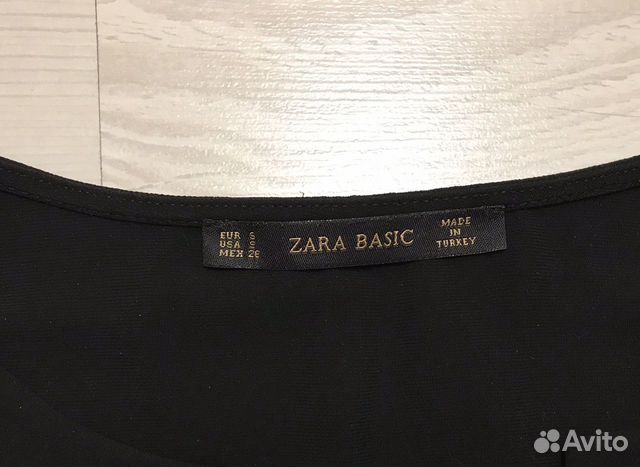 EUR S
USA S
MEX 26
ZARA BASIC
MADE
IN
TURKEY
Avito